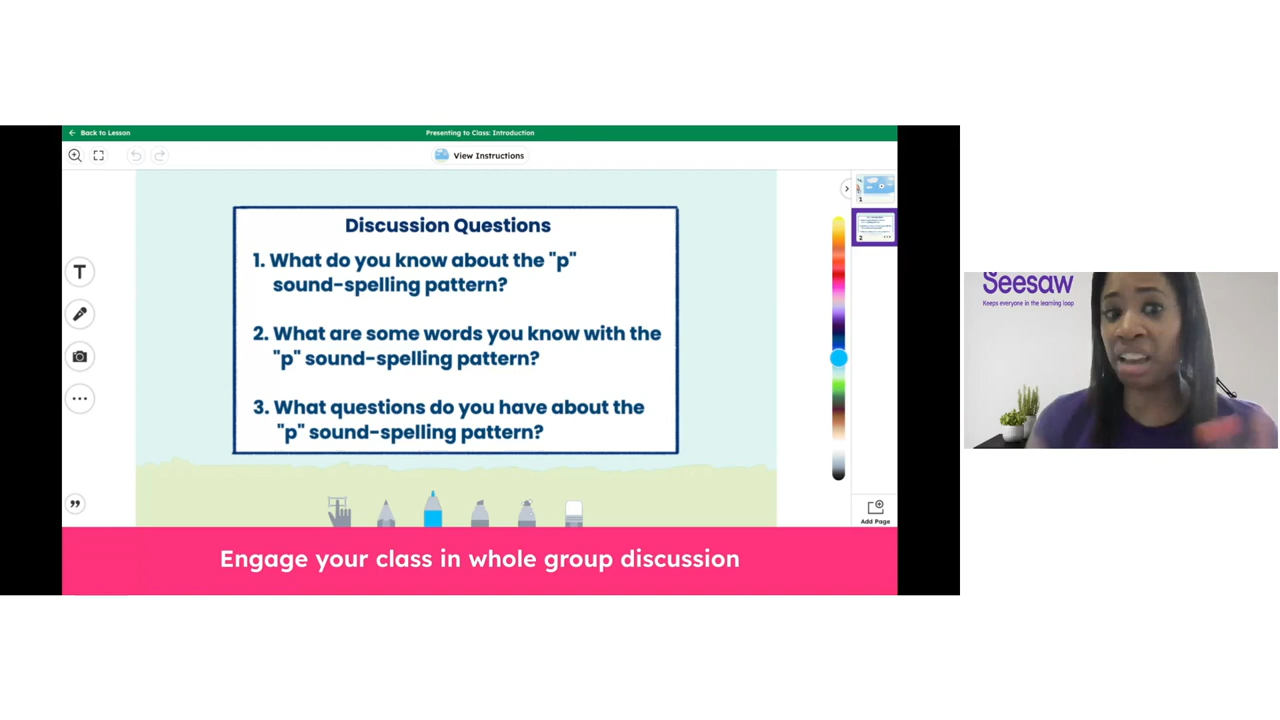 Back to Lesson
Presenting to Class: Introduction
View Instructions
Discussion Questions
1. What do you know about the "p"
sound-spelling pattern?
2. What are some words you know with the
"p" sound-spelling pattern?
3. What questions do you have about the
"p" sound-spelling pattern?
T
1
2
Add Page
Engage your class in whole group discussion
Seesaw
Keeps everyone in the learning loop